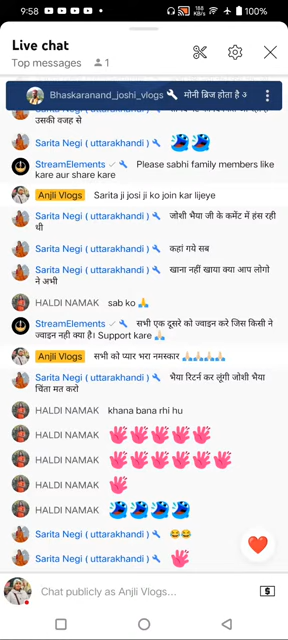 9:58
188
KB/s
100%
Live chat
Top messages
1
Bhaskaranand_joshi_vlogs मोनी ब्रिज होता है
उसकी वजह से
Sarita Negi ( uttarakhandi )
StreamElements Please sabhi family members like
kare aur share kare
Anjli Vlogs Sarita ji josi ji ko join kar lijeye
Sarita Negi ( uttarakhandi ) जोशी भैया जी के कमेंट में हंस रही
थी
Sarita Negi ( uttarakhandi ) कहां गये सब
Sarita Negi ( uttarakhandi ) खाना नहीं खाया क्या आप लोगो
ने अभी
HALDI NAMAK sab ko 🙏
StreamElements सभी एक दूसरे को ज्वाइन करे जिस किसी ने
ज्वाइन नही क्या है। Support kare 🙏
Anjli Vlogs सभी को प्यार भरा नमस्कार 🙏🙏🙏🙏
Sarita Negi ( uttarakhandi ) भैया रिटर्न कर लूंगी जोशी भैया
चिंता मत करो
HALDI NAMAK khana bana rhi hu
HALDI NAMAK
HALDI NAMAK
HALDI NAMAK
HALDI NAMAK
Sarita Negi ( uttarakhandi ) 😂😂
Sarita Negi ( uttarakhandi )
Chat publicly as Anjli Vlogs...